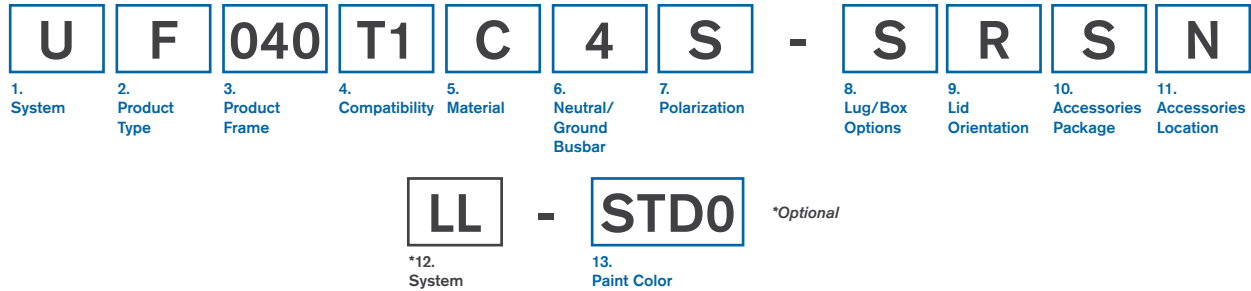 U F 040 T1 C 4 S - S R S N
1. 2. 3. 4. 5. 6. 7. 8. 9. 10. 11.
System Product Product Compatibility Material Neutral/ Polarization Lug/Box Lid Accessories Accessories
Type Frame Ground Options Orientation Package Location
Busbar
LL - STD0 *Optional
*12. 13.
System Paint Color